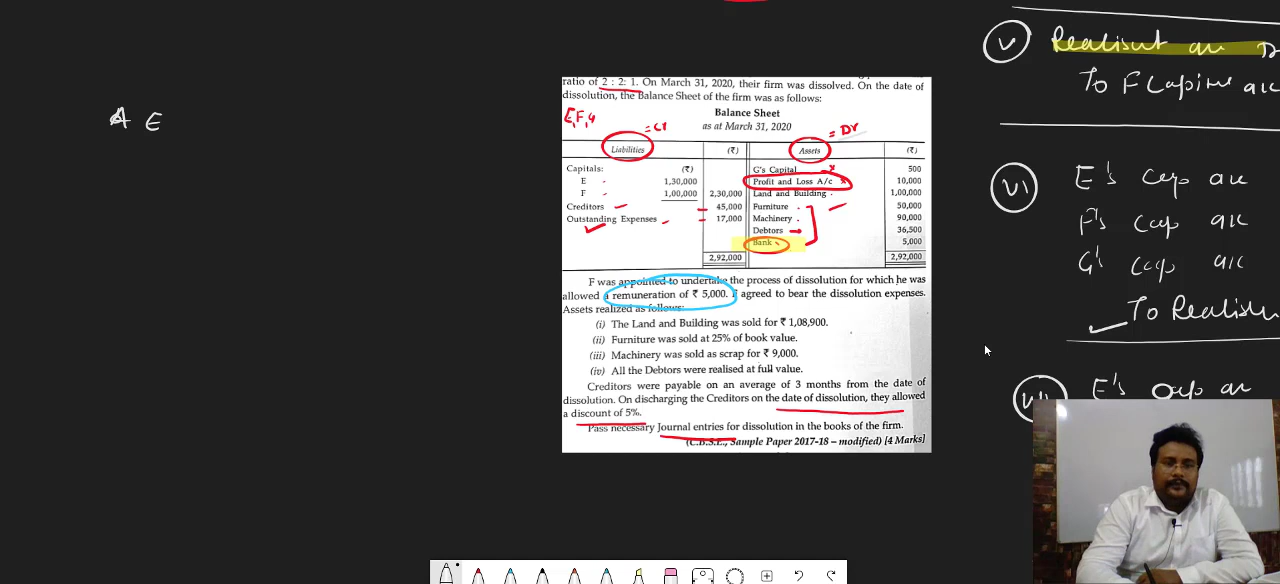 A E
ratio of 2 : 2: 1. On March 31, 2020, their firm was dissolved. On the date of
dissolution, the Balance Sheet of the firm was as follows:
E, F, G
Balance Sheet
as at March 31, 2020
= Cr
= Dr
Liabilities (₹) Assets (₹)
Capitals: (₹) G's Capital 500
E 1,30,000 Profit and Loss A/c 10,000
F 1,00,000 2,30,000 Land and Building 1,00,000
Creditors 45,000 Furniture 50,000
Outstanding Expenses 17,000 Machinery 90,000
Debtors 36,500
Bank 5,000
2,92,000 2,92,000
F was appointed to undertake the process of dissolution for which he was
allowed a remuneration of ₹ 5,000. F agreed to bear the dissolution expenses.
Assets realized as follows:
(i) The Land and Building was sold for ₹ 1,08,900.
(ii) Furniture was sold at 25% of book value.
(iii) Machinery was sold as scrap for ₹ 9,000.
(iv) All the Debtors were realised at full value.
Creditors were payable on an average of 3 months from the date of
dissolution. On discharging the Creditors on the date of dissolution, they allowed
a discount of 5%.
Pass necessary Journal entries for dissolution in the books of the firm.
(C.B.S.E., Sample Paper 2017-18 – modified) [4 Marks]
V Realisat an D
To F Capital a/c
VI E's cap a/c
F's cap a/c
G's cap a/c
To Realisn
VII E's cap a/c